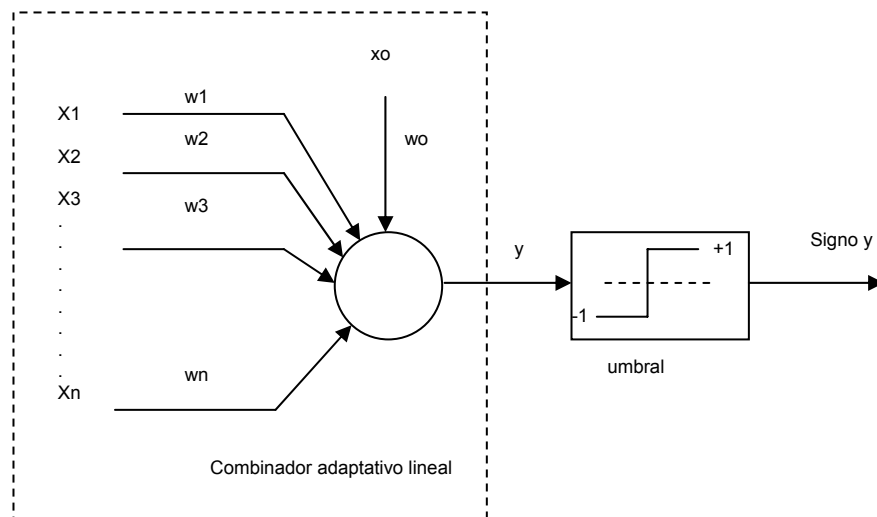 xo
w1
X1
w2
wo
X2
X3
w3
.
.
.
.
.
.
.
.
.
.
Xn
wn
y
+1
-1
Signo y
umbral
Combinador adaptativo lineal